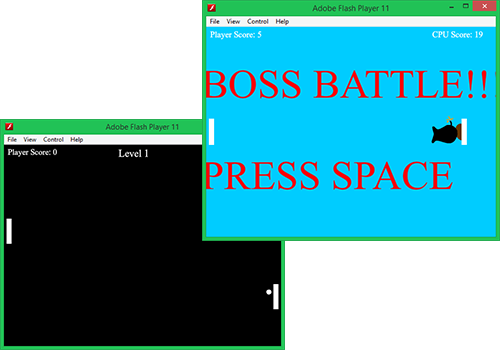 Adobe Flash Player 11
File View Control Help
Player Score: 5 CPU Score: 19
BOSS BATTLE!!
PRESS SPACE
Adobe Flash Player 11
File View Control Help
Player Score: 0 Level 1